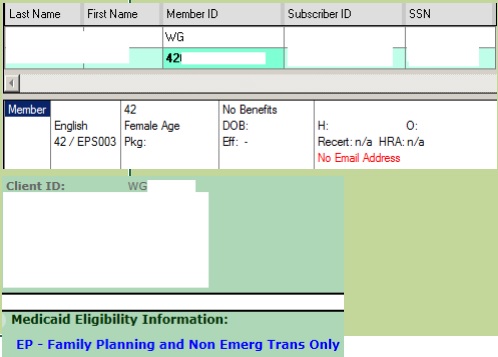 Last Name First Name Member ID Subscriber ID SSN
WG
42
Member 42 No Benefits
English Female Age DOB: H: O:
42 / EPS003 Pkg: Eff: - Recert: n/a HRA: n/a
No Email Address
Client ID: WG
Medicaid Eligibility Information:
EP - Family Planning and Non Emerg Trans Only